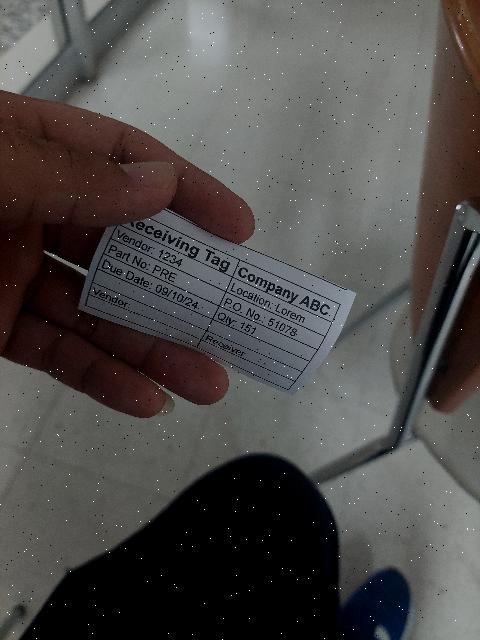 Receiving Tag Company ABC
Vendor: 1234 Location: Lorem
Part No: PRE P.O. No. 51078
Due Date: 09/10/24 Qty: 151
Vendor: Receiver